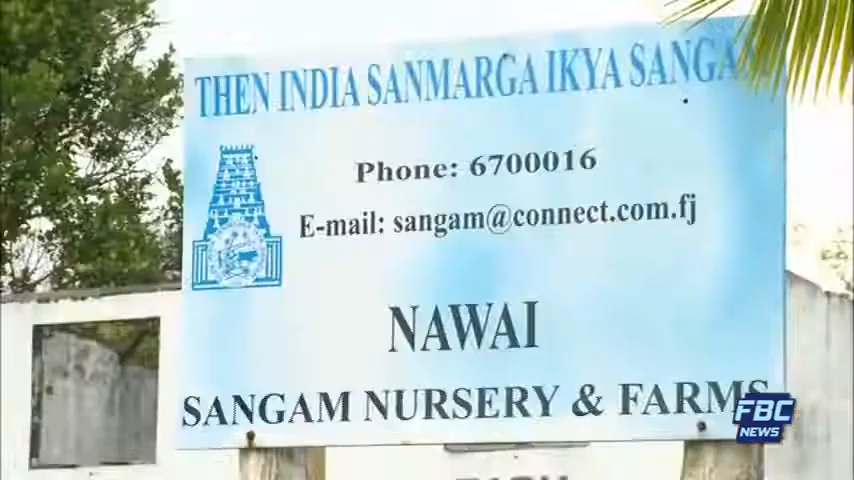 THEN INDIA SANMARGA IKYA SANGA
Phone: 6700016
E-mail: sangam@connect.com.fj
NAWAI
SANGAM NURSERY & FARMS
FBC
NEWS